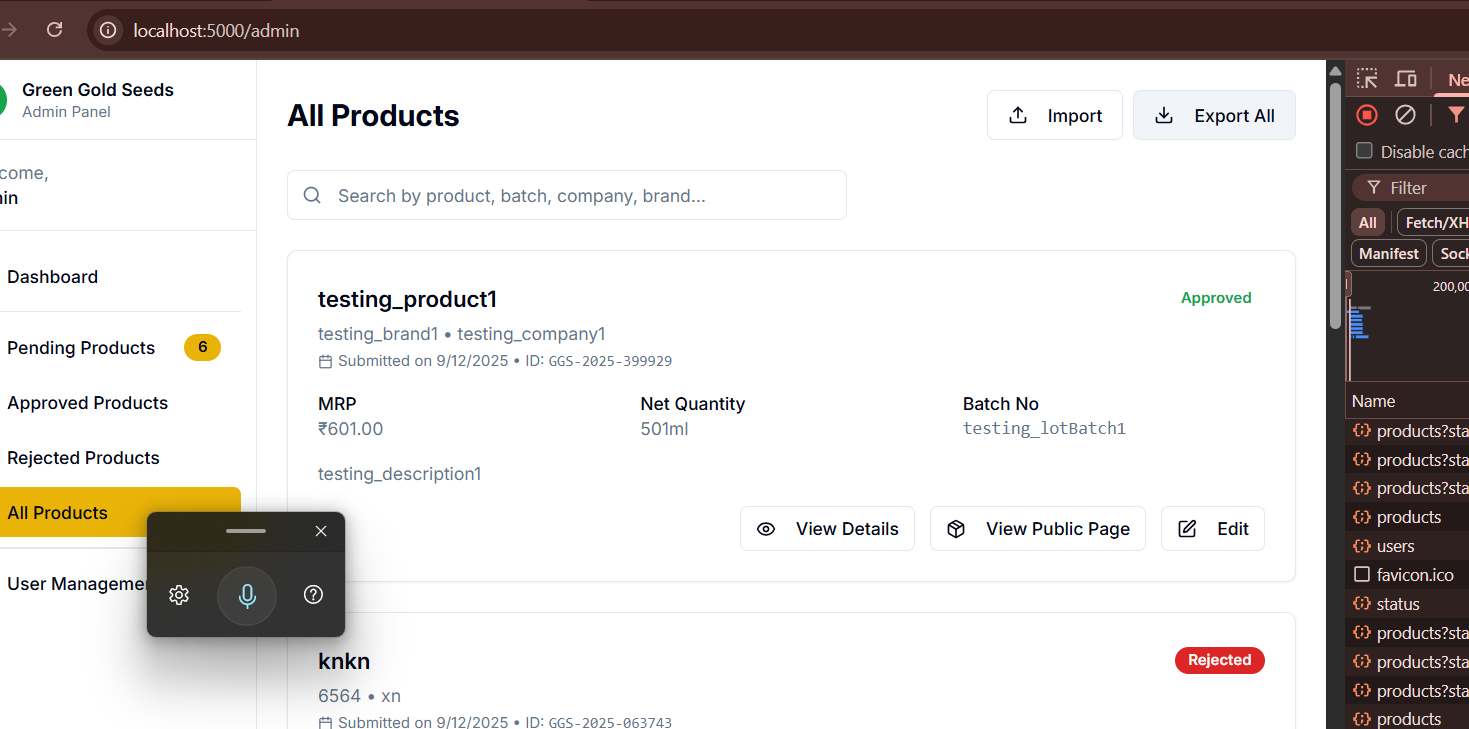 localhost:5000/admin
Green Gold Seeds
Admin Panel
come,
in
Dashboard
Pending Products 6
Approved Products
Rejected Products
All Products
User Managemen
All Products
Import
Export All
Search by product, batch, company, brand...
testing_product1
Approved
testing_brand1 • testing_company1
Submitted on 9/12/2025 • ID: GGS-2025-399929
MRP
₹601.00
Net Quantity
501ml
Batch No
testing_lotBatch1
testing_description1
View Details
View Public Page
Edit
knkn
Rejected
6564 • xn
Submitted on 9/12/2025 • ID: GGS-2025-063743
Ne
Disable cach
Filter
All
Fetch/XH
Manifest
Sock
200,00
Name
products?sta
products?sta
products?sta
products
users
favicon.ico
status
products?sta
products?sta
products?sta
products